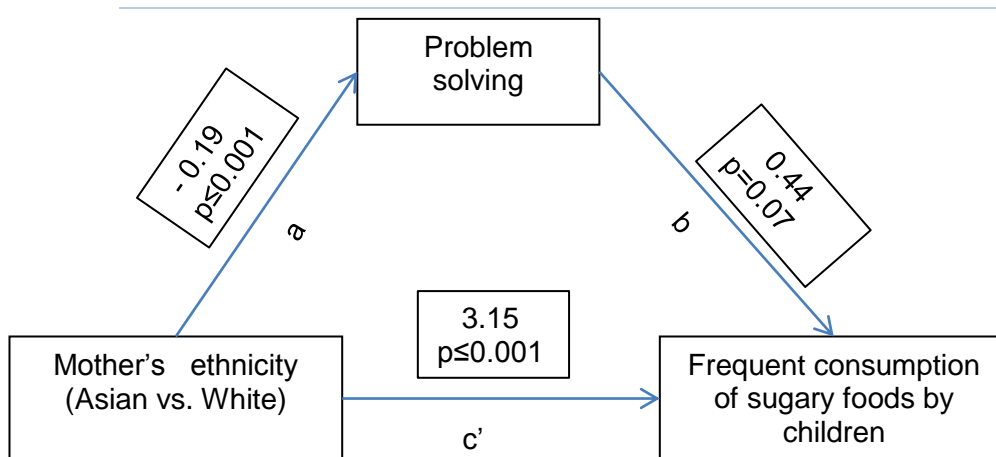 Problem
solving
- 0.19
p≤0.001
a
0.44
p=0.07
b
3.15
p≤0.001
Mother’s ethnicity
(Asian vs. White)
c’
Frequent consumption
of sugary foods by
children